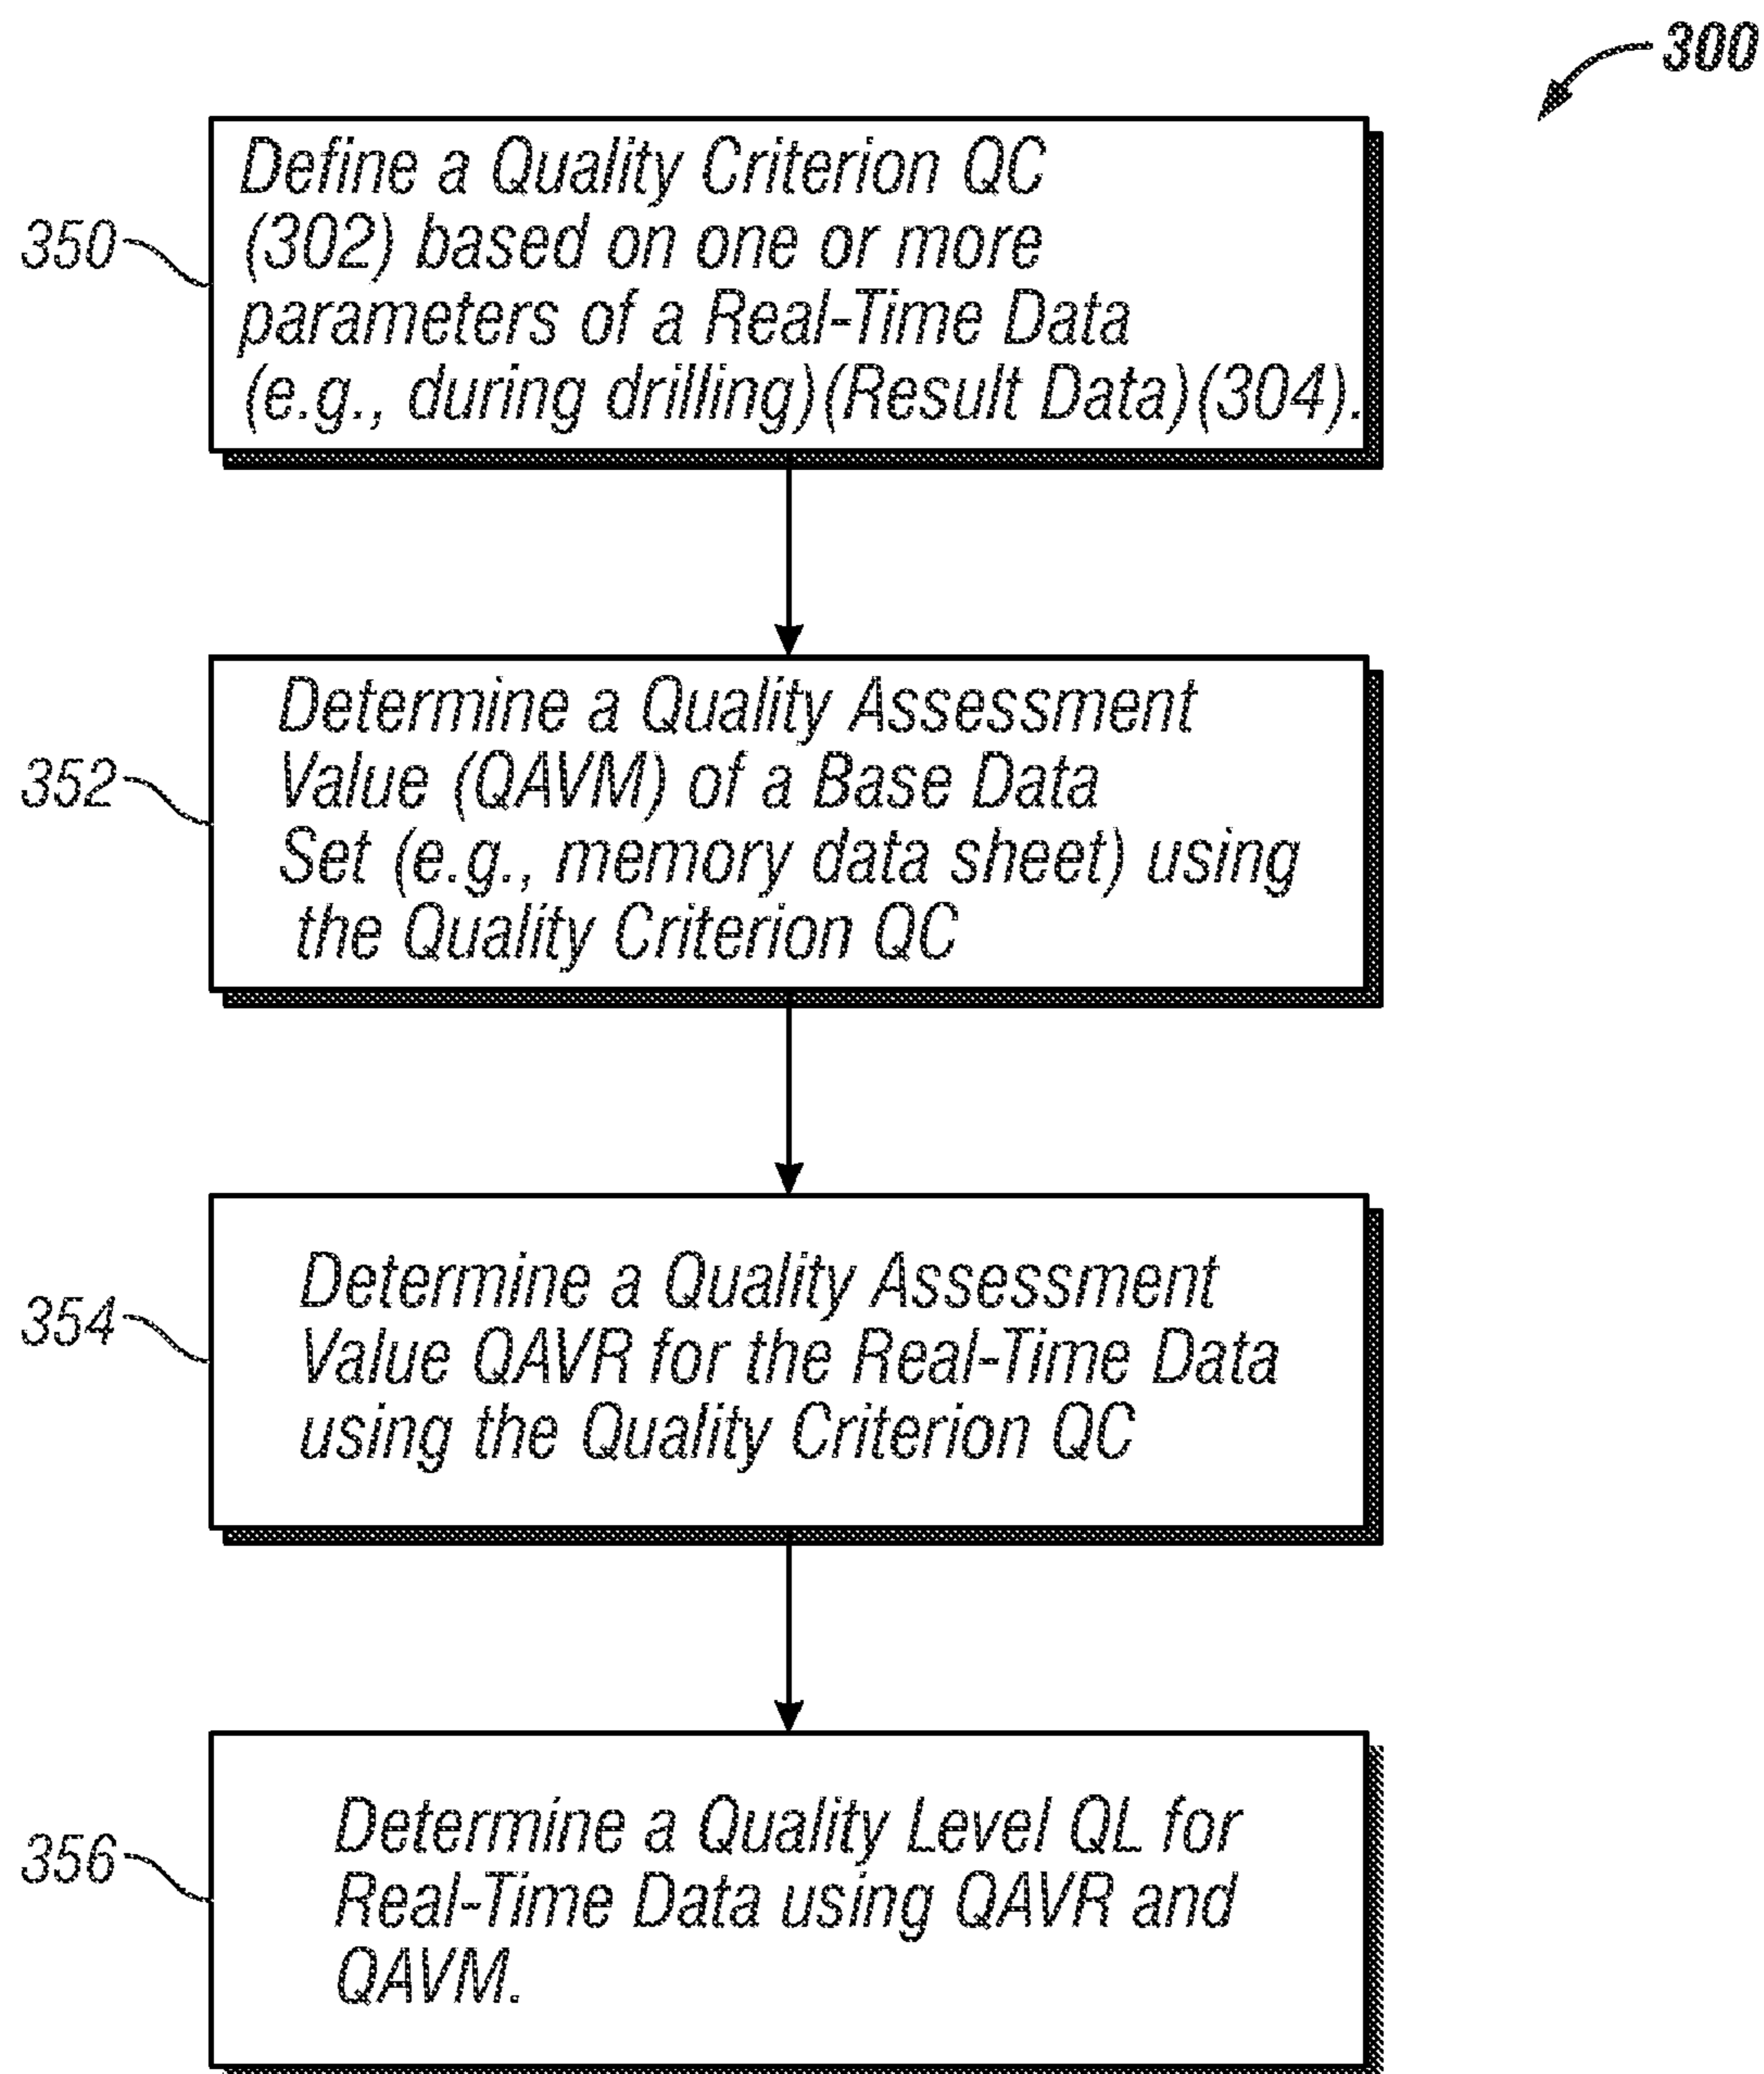 300
350
Define a Quality Criterion QC
(302) based on one or more
parameters of a Real-Time Data
(e.g., during drilling)(Result Data)(304).
352
Determine a Quality Assessment
Value (QAVM) of a Base Data
Set (e.g., memory data sheet) using
the Quality Criterion QC
354
Determine a Quality Assessment
Value QAVR for the Real-Time Data
using the Quality Criterion QC
356
Determine a Quality Level QL for
Real-Time Data using QAVR and
QAVM.